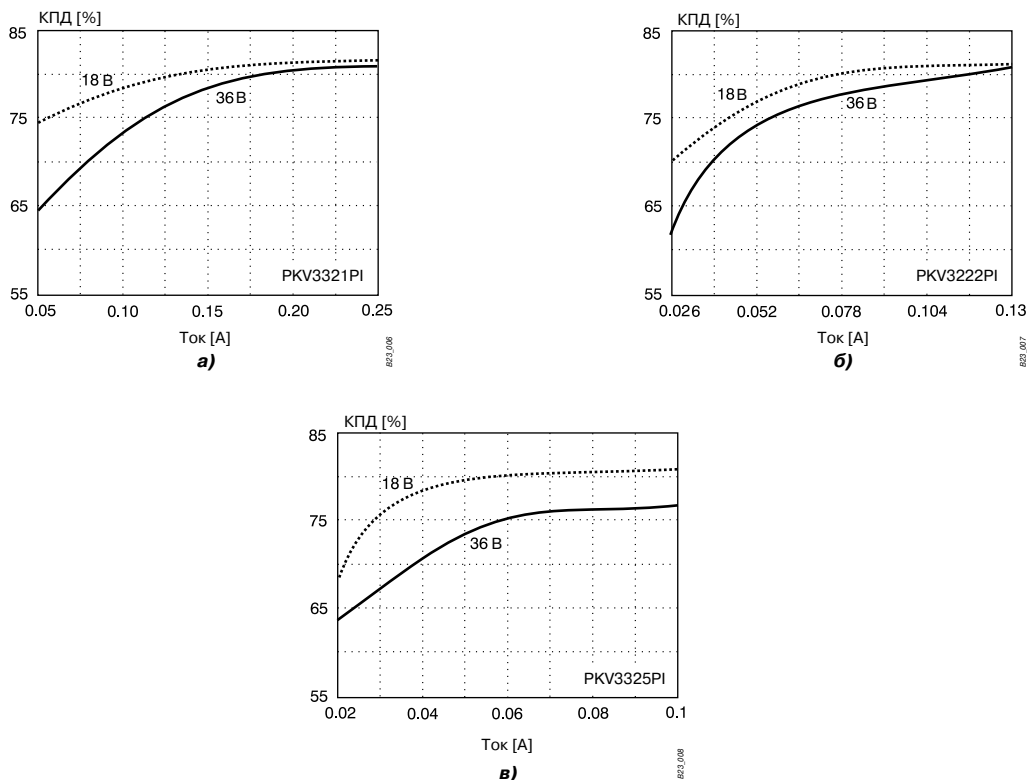 КПД [%]
85
18 В
75
36 В
65
PKV3321PI
55
0.05 0.10 0.15 0.20 0.25
Ток [А]
а)
B23_006
КПД [%]
85
18 В
75
36 В
65
PKV3222PI
55
0.026 0.052 0.078 0.104 0.13
Ток [А]
б)
B23_007
КПД [%]
85
18 В
75
36 В
65
PKV3325PI
55
0.02 0.04 0.06 0.08 0.1
Ток [А]
в)
B23_008